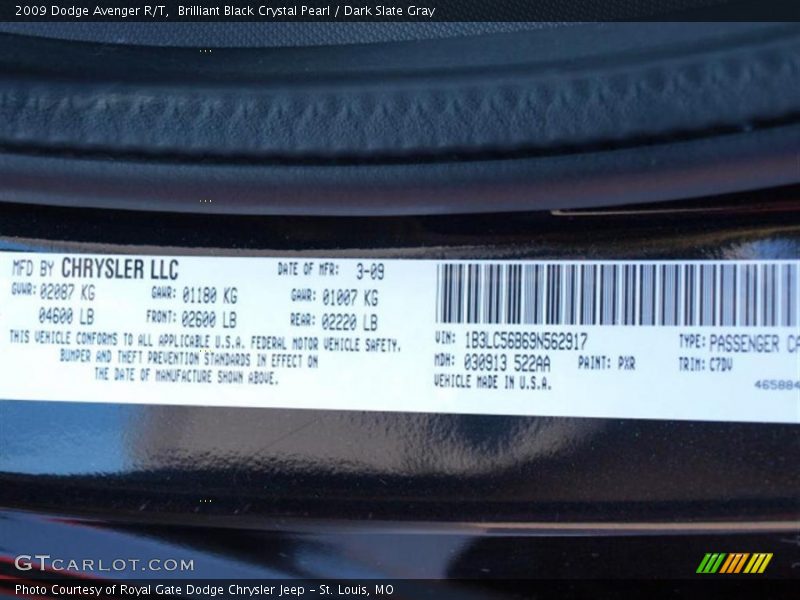 2009 Dodge Avenger R/T, Brilliant Black Crystal Pearl / Dark Slate Gray
MFD BY CHRYSLER LLC DATE OF MFR: 3-09
GVWR: 02087 KG GAWR: 01180 KG GAWR: 01007 KG
04600 LB FRONT: 02600 LB REAR: 02220 LB
THIS VEHICLE CONFORMS TO ALL APPLICABLE U.S.A. FEDERAL MOTOR VEHICLE SAFETY,
BUMPER AND THEFT PREVENTION STANDARDS IN EFFECT ON
THE DATE OF MANUFACTURE SHOWN ABOVE.
VIN: 1B3LC56B69N562917 TYPE: PASSENGER CA
MDH: 030913 522AA PAINT: PXR TRIM: C7DV
VEHICLE MADE IN U.S.A. 465884
GTCARLOT.COM
Photo Courtesy of Royal Gate Dodge Chrysler Jeep – St. Louis, MO